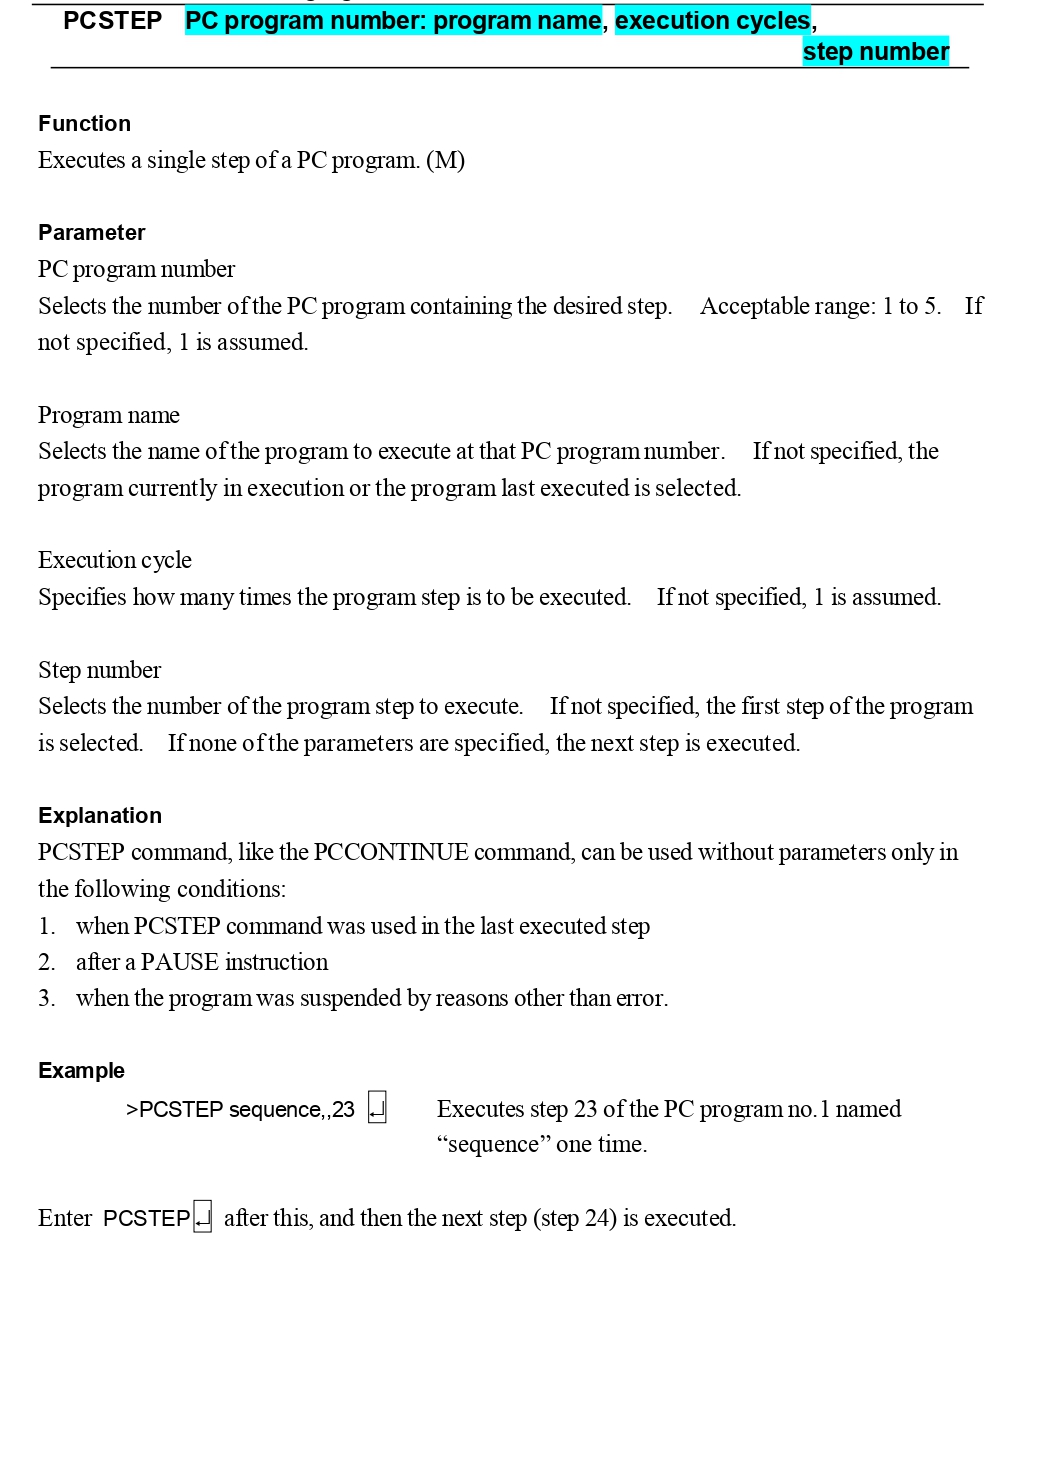 PCSTEP PC program number: program name, execution cycles,
step number
Function
Executes a single step of a PC program. (M)
Parameter
PC program number
Selects the number of the PC program containing the desired step. Acceptable range: 1 to 5. If
not specified, 1 is assumed.
Program name
Selects the name of the program to execute at that PC program number. If not specified, the
program currently in execution or the program last executed is selected.
Execution cycle
Specifies how many times the program step is to be executed. If not specified, 1 is assumed.
Step number
Selects the number of the program step to execute. If not specified, the first step of the program
is selected. If none of the parameters are specified, the next step is executed.
Explanation
PCSTEP command, like the PCCONTINUE command, can be used without parameters only in
the following conditions:
1. when PCSTEP command was used in the last executed step
2. after a PAUSE instruction
3. when the program was suspended by reasons other than error.
Example
>PCSTEP sequence,,23 ↵ Executes step 23 of the PC program no.1 named
“sequence” one time.
Enter PCSTEP↵ after this, and then the next step (step 24) is executed.